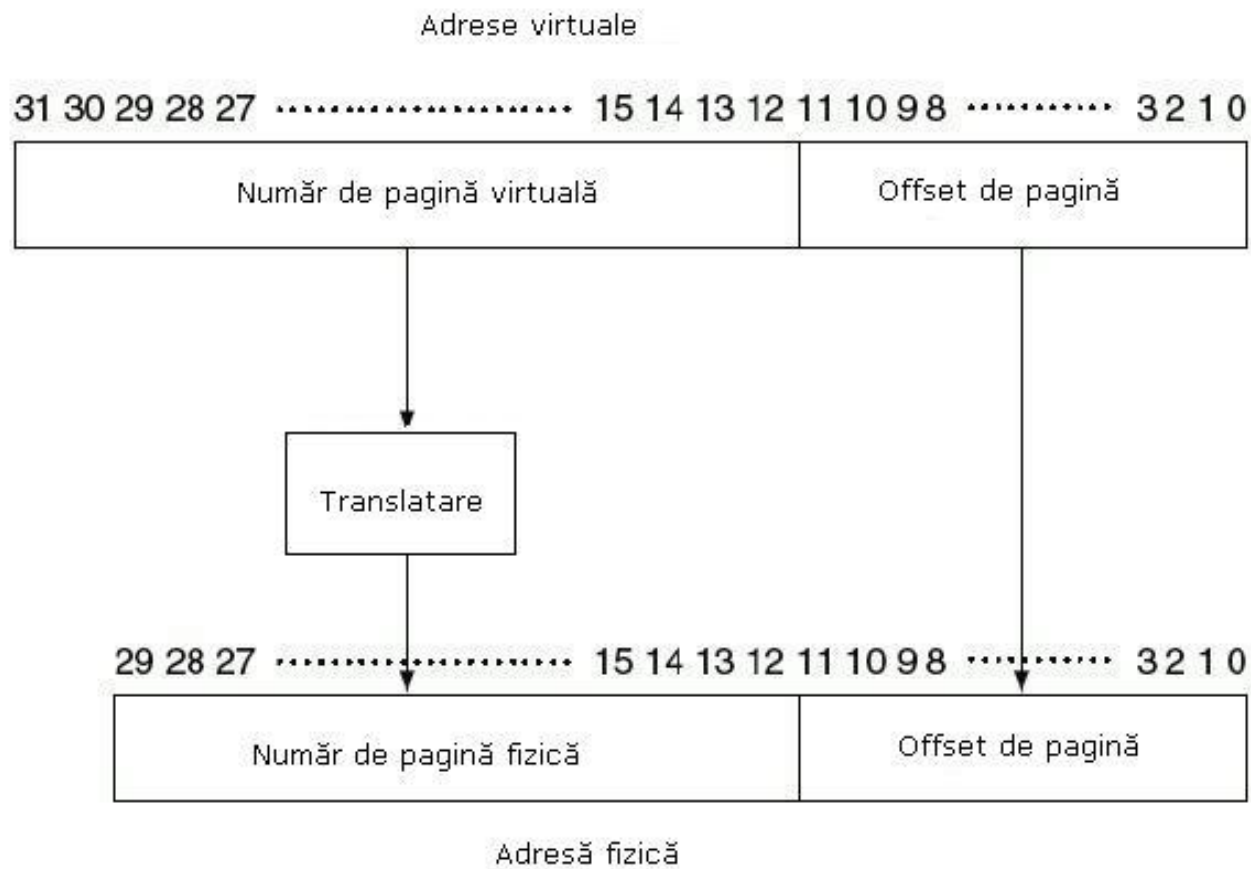 Adrese virtuale
31 30 29 28 27 .................. 15 14 13 12 11 10 9 8 ......... 3 2 1 0
Număr de pagină virtuală Offset de pagină
Translatare
29 28 27 .................. 15 14 13 12 11 10 9 8 ......... 3 2 1 0
Număr de pagină fizică Offset de pagină
Adresă fizică